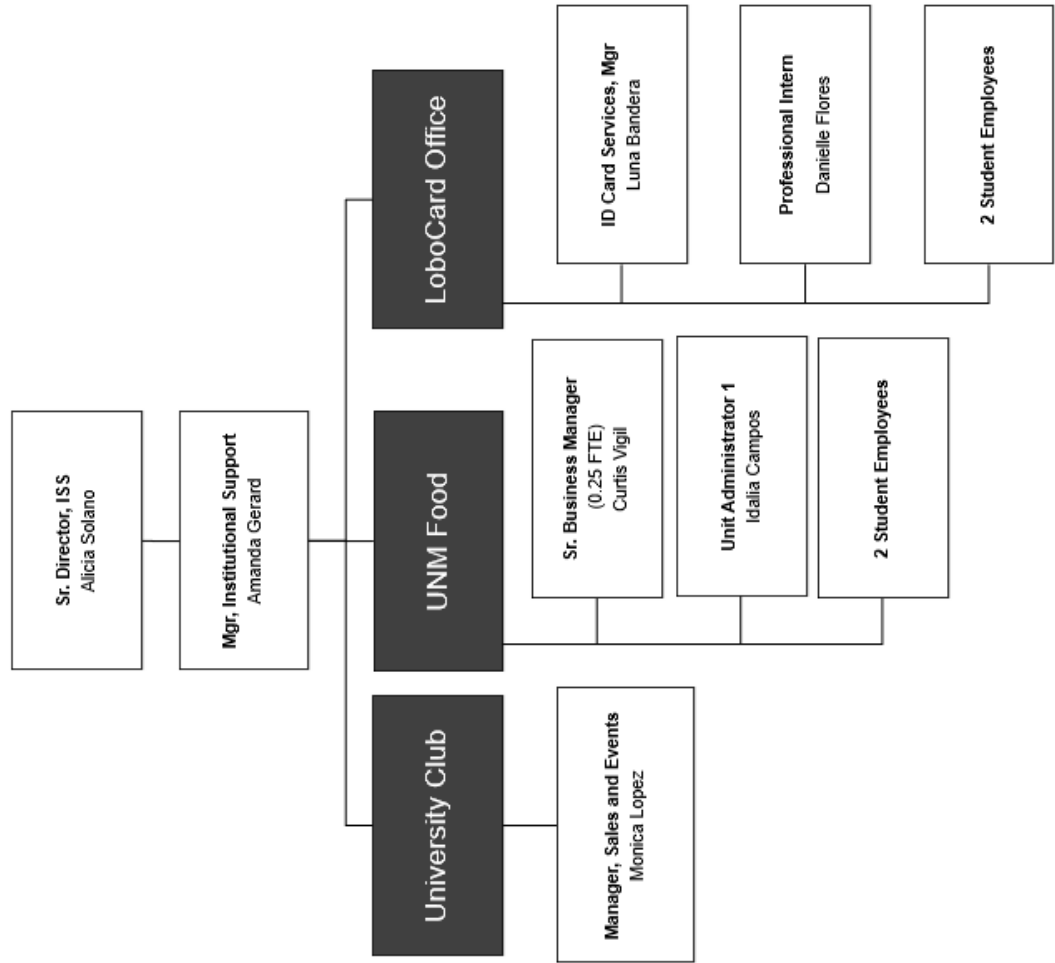 Sr. Director, ISS
Alicia Solano
Mgr, Institutional Support
Amanda Gerard
University Club
Manager, Sales and Events
Monica Lopez
UNM Food
Sr. Business Manager
(0.25 FTE)
Curtis Vigil
Unit Administrator 1
Idalia Campos
2 Student Employees
LoboCard Office
ID Card Services, Mgr
Luna Bandera
Professional Intern
Danielle Flores
2 Student Employees